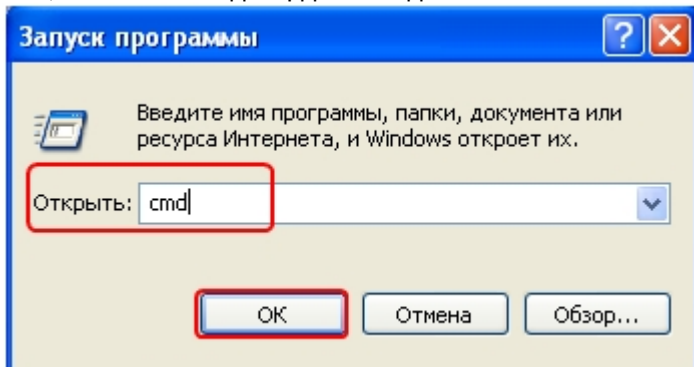 Запуск программы
Введите имя программы, папки, документа или
ресурса Интернета, и Windows откроет их.
Открыть: cmd
ОК Отмена Обзор...